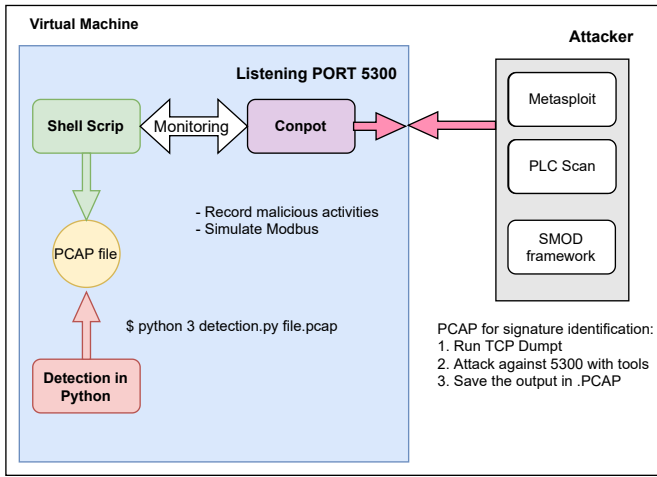 Virtual Machine
Attacker
Listening PORT 5300
Shell Scrip
Monitoring
Conpot
Metasploit
PLC Scan
SMOD
framework
- Record malicious activities
- Simulate Modbus
PCAP file
$ python 3 detection.py file.pcap
Detection in
Python
PCAP for signature identification:
1. Run TCP Dumpt
2. Attack against 5300 with tools
3. Save the output in .PCAP